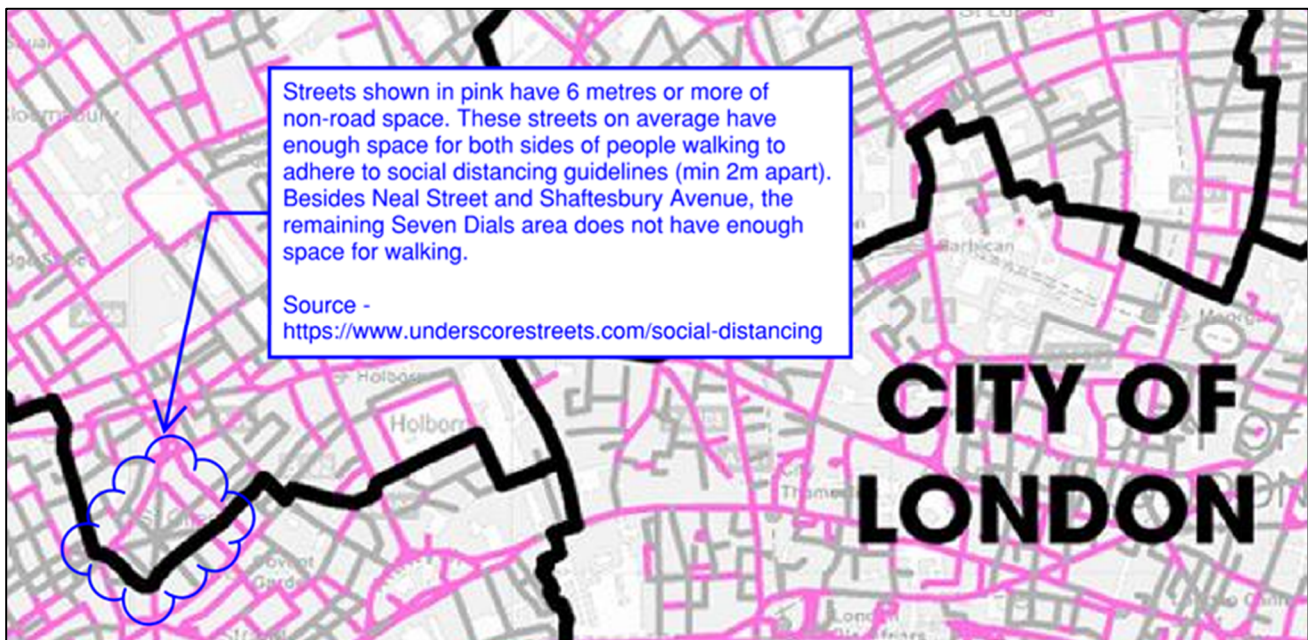 Streets shown in pink have 6 metres or more of
non-road space. These streets on average have
enough space for both sides of people walking to
adhere to social distancing guidelines (min 2m apart).
Besides Neal Street and Shaftesbury Avenue, the
remaining Seven Dials area does not have enough
space for walking.
Source -
https://www.underscorestreets.com/social-distancing
Barbican
Moorgate
Holborn
CITY OF
Holborn
LONDON
Covent
Garden